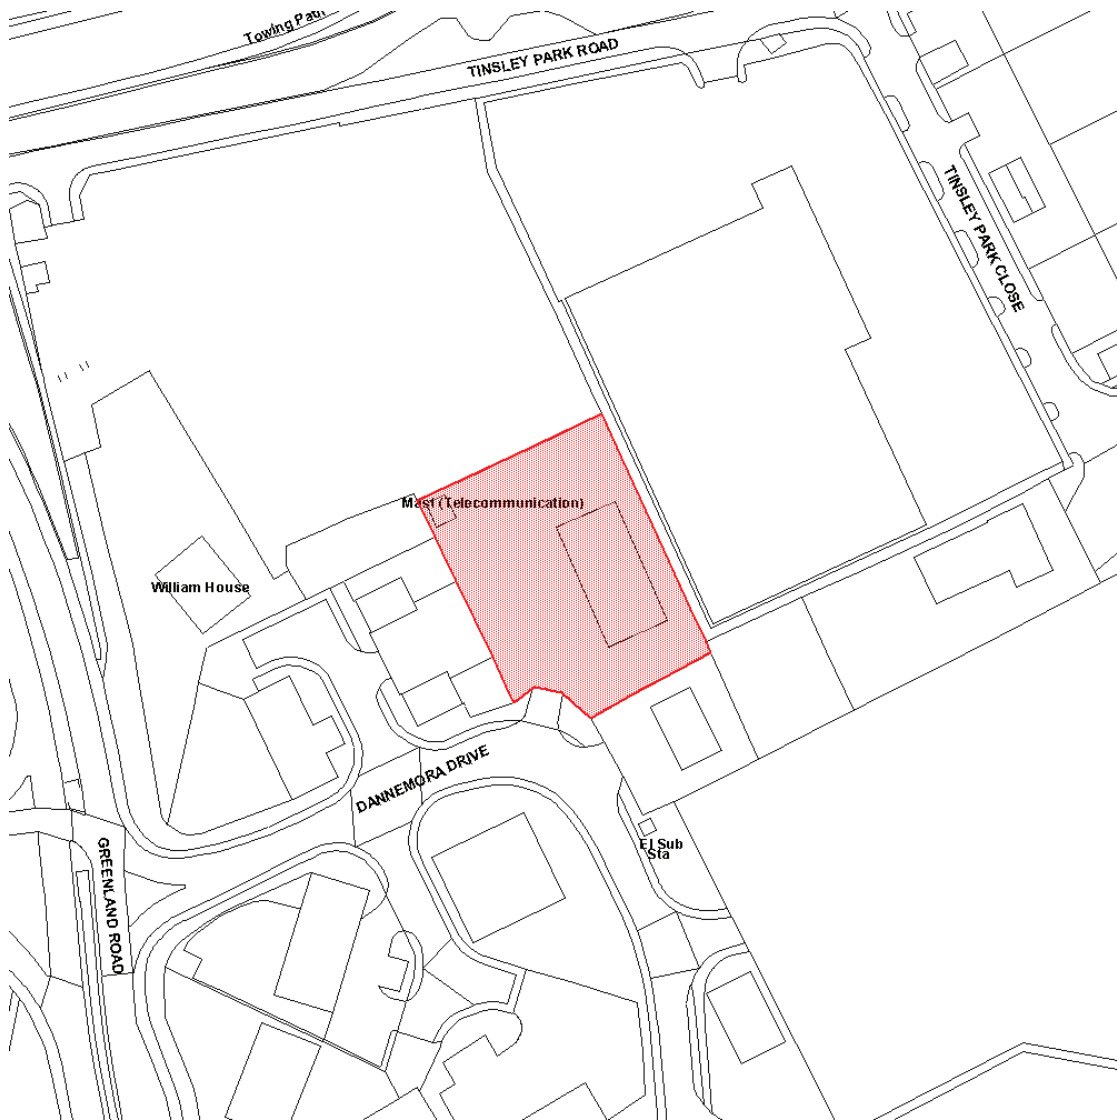 Towing Path
TINSLEY PARK ROAD
TINSLEY PARK CLOSE
Mast (Telecommunication)
William House
DANNEMORA DRIVE
El Sub
Sta
GREENLAND ROAD